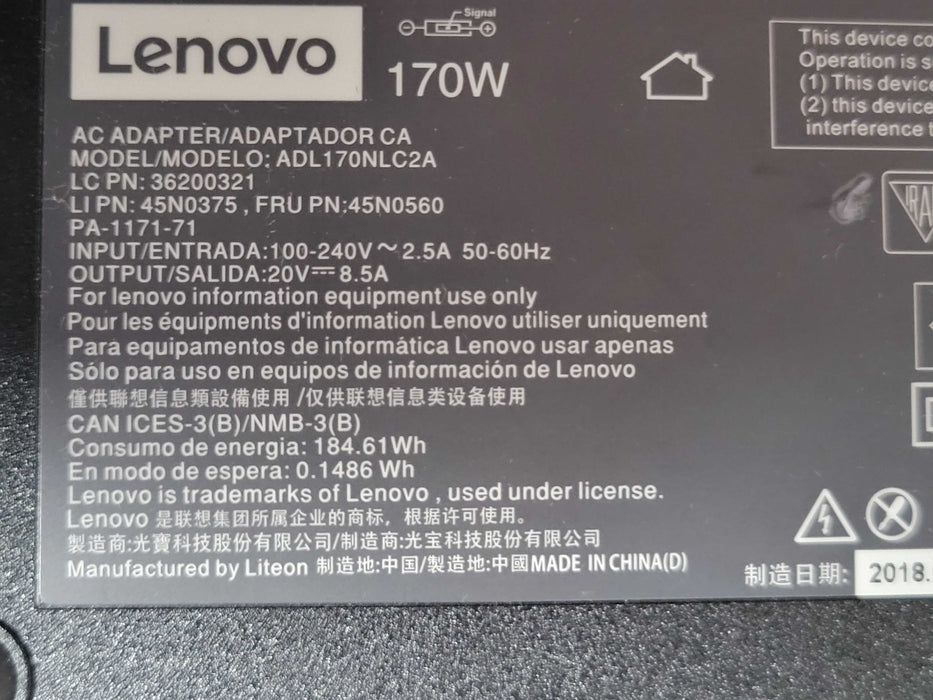 Lenovo
Signal
170W
AC ADAPTER/ADAPTADOR CA
MODEL/MODELO: ADL170NLC2A
LC PN: 36200321
LI PN: 45N0375 , FRU PN:45N0560
PA-1171-71
INPUT/ENTRADA:100-240V ~ 2.5A 50-60Hz
OUTPUT/SALIDA:20V⎓8.5A
For lenovo information equipment use only
Pour les équipments d'information Lenovo utiliser uniquement
Para equipamentos de informática Lenovo usar apenas
Sólo para uso en equipos de información de Lenovo
僅供聯想信息類設備使用 /仅供联想信息类设备使用
CAN ICES-3(B)/NMB-3(B)
Consumo de energia: 184.61Wh
En modo de espera: 0.1486 Wh
Lenovo is trademarks of Lenovo , used under license.
Lenovo 是联想集团所属企业的商标，根据许可使用。
製造商:光寶科技股份有限公司/制造商:光宝科技股份有限公司
Manufactured by Liteon 制造地:中国/製造地:中國MADE IN CHINA(D)
制造日期: 2018.
This device
Operation is
(1) This device
(2) this device
interference